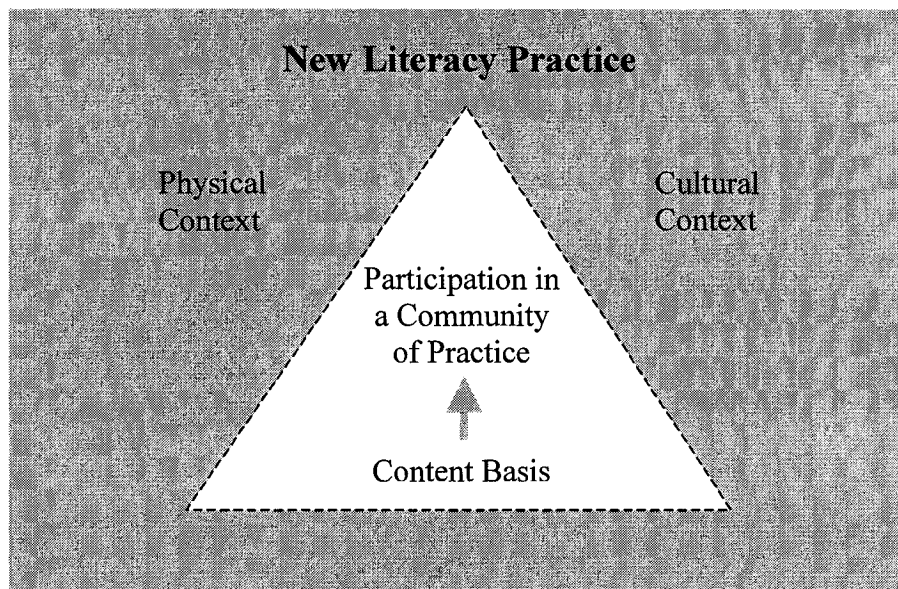 New Literacy Practice
Physical
Context
Cultural
Context
Participation in
a Community
of Practice
Content Basis